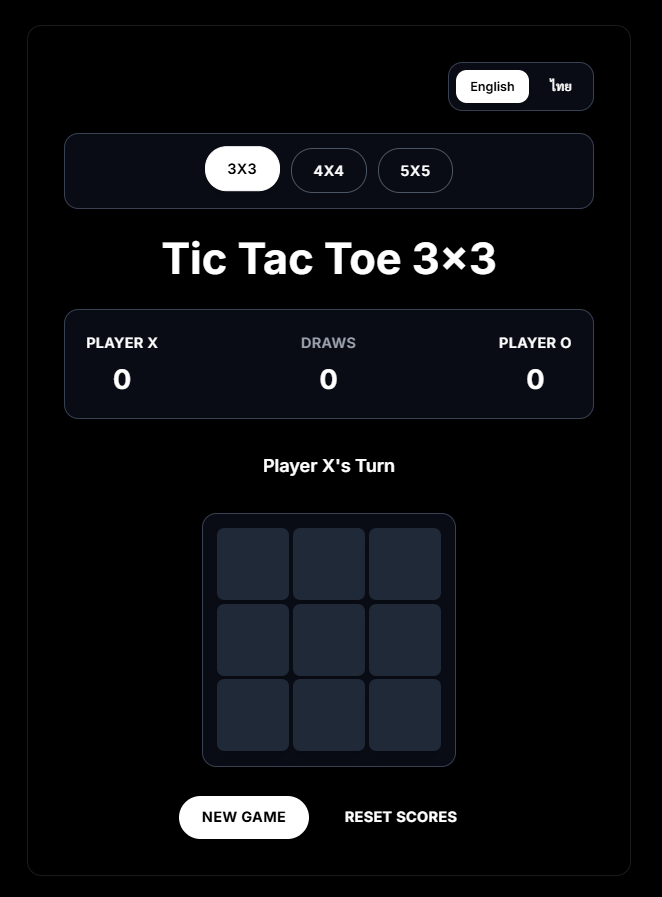 English ไทย
3X3 4X4 5X5
Tic Tac Toe 3×3
PLAYER X DRAWS PLAYER O
0 0 0
Player X's Turn
NEW GAME RESET SCORES